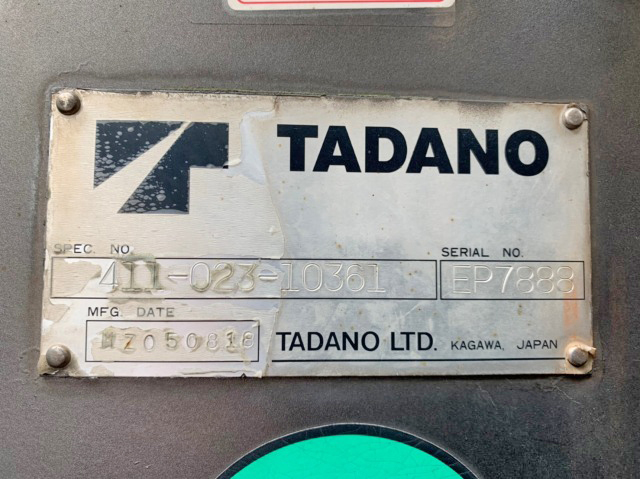 TADANO
SPEC. NO.
411-023-10361
SERIAL NO.
EP7888
MFG. DATE
TADANO LTD. KAGAWA, JAPAN